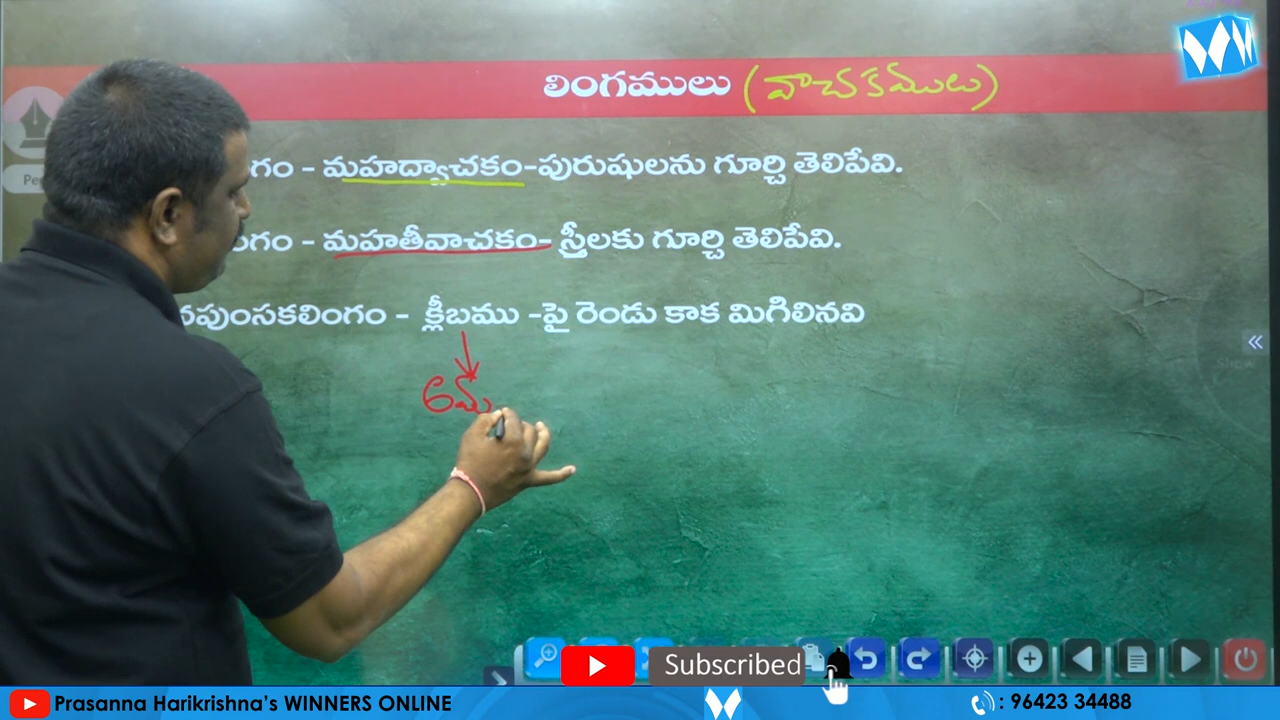 లింగములు (వాచకములు)
గం - మహద్వాచకం-పురుషులను గూర్చి తెలిపేవి.
ంగం - మహతీవాచకం- స్త్రీలకు గూర్చి తెలిపేవి.
నపుంసకలింగం - క్లీబము -పై రెండు కాక మిగిలినవి
అమ
Subscribed
Prasanna Harikrishna's WINNERS ONLINE
: 96423 34488